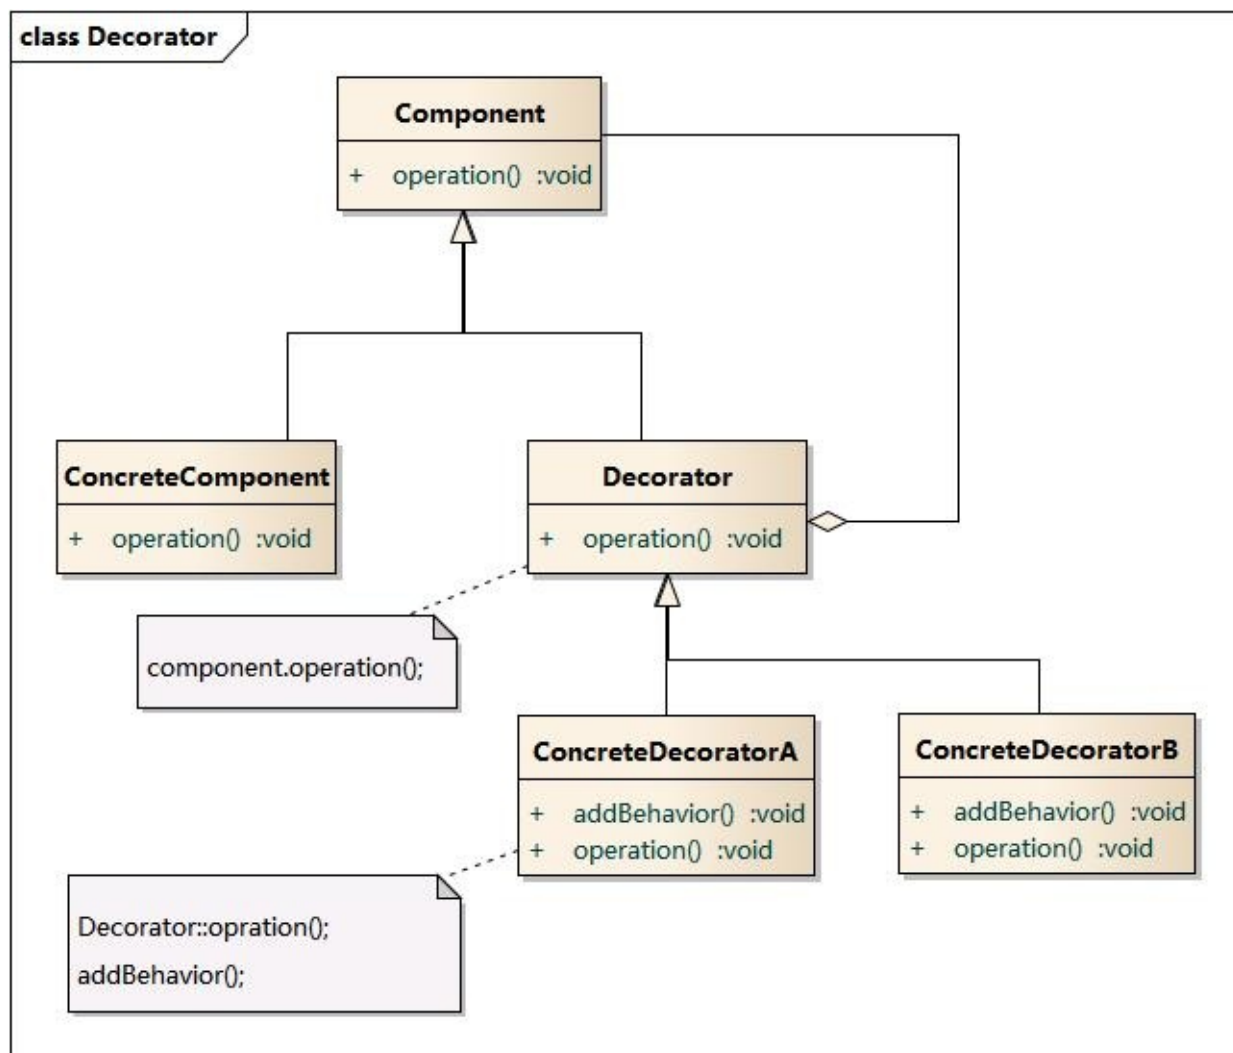 class Decorator
Component
+ operation() :void
ConcreteComponent
+ operation() :void
Decorator
+ operation() :void
component.operation();
ConcreteDecoratorA
+ addBehavior() :void
+ operation() :void
ConcreteDecoratorB
+ addBehavior() :void
+ operation() :void
Decorator::opration();
addBehavior();